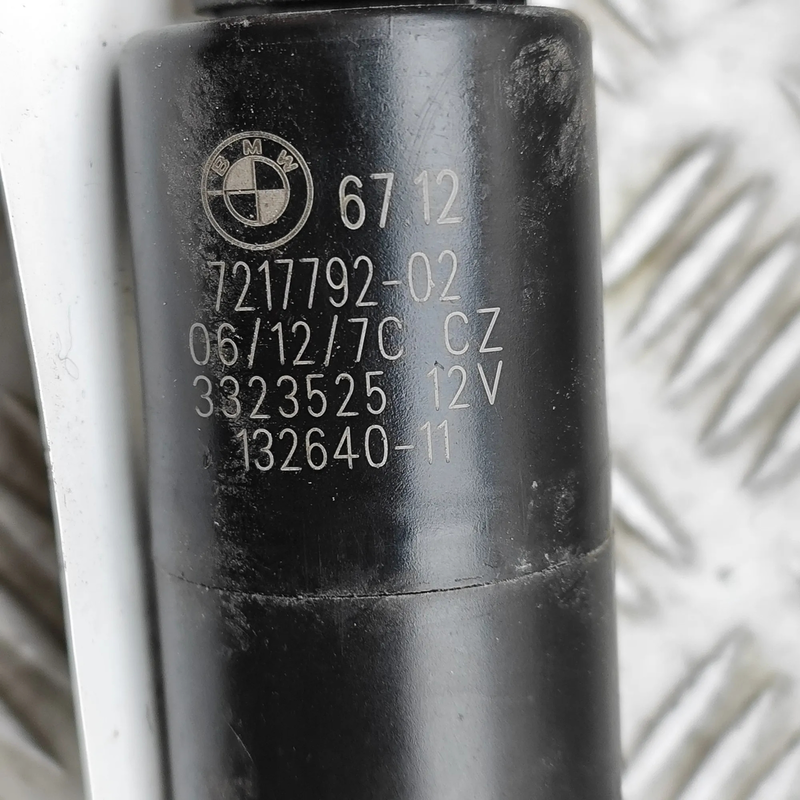 BMW 67 12
7217792-02
06/12/7C CZ
3323525 12V
132640-11